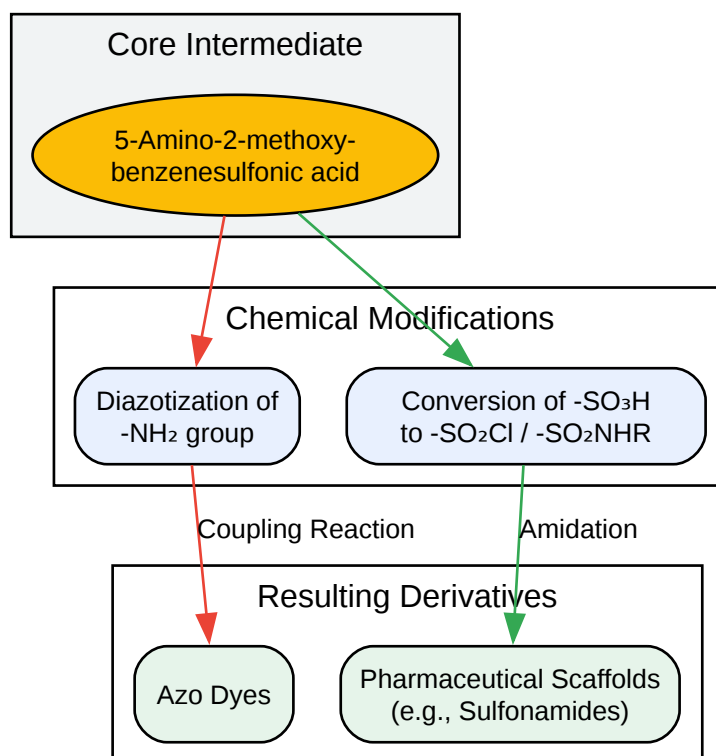 Core Intermediate
5-Amino-2-methoxy-
benzenesulfonic acid
Chemical Modifications
Diazotization of
-NH₂ group
Conversion of -SO₃H
to -SO₂Cl / -SO₂NHR
Coupling Reaction
Amidation
Resulting Derivatives
Azo Dyes
Pharmaceutical Scaffolds
(e.g., Sulfonamides)